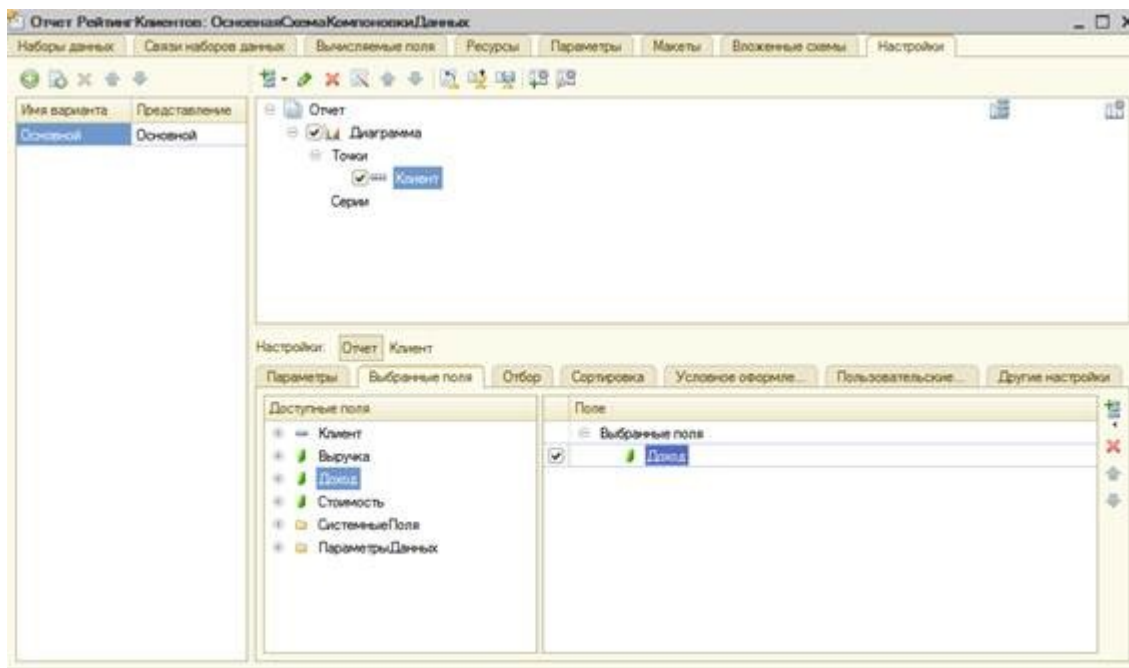 Отчет РейтингКлиентов: ОсновнаяСхемаКомпоновкиДанных
Наборы данных Связи наборов данных Вычисляемые поля Ресурсы Параметры Макеты Вложенные схемы Настройки
Имя варианта Представление
Основной Основной
Отчет
Диаграмма
Точки
Клиент
Серии
Настройки: Отчет Клиент
Параметры Выбранные поля Отбор Сортировка Условное оформле... Пользовательские... Другие настройки
Доступные поля
Клиент
Выручка
Доход
Стоимость
СистемныеПоля
ПараметрыДанных
Поле
Выбранные поля
Доход